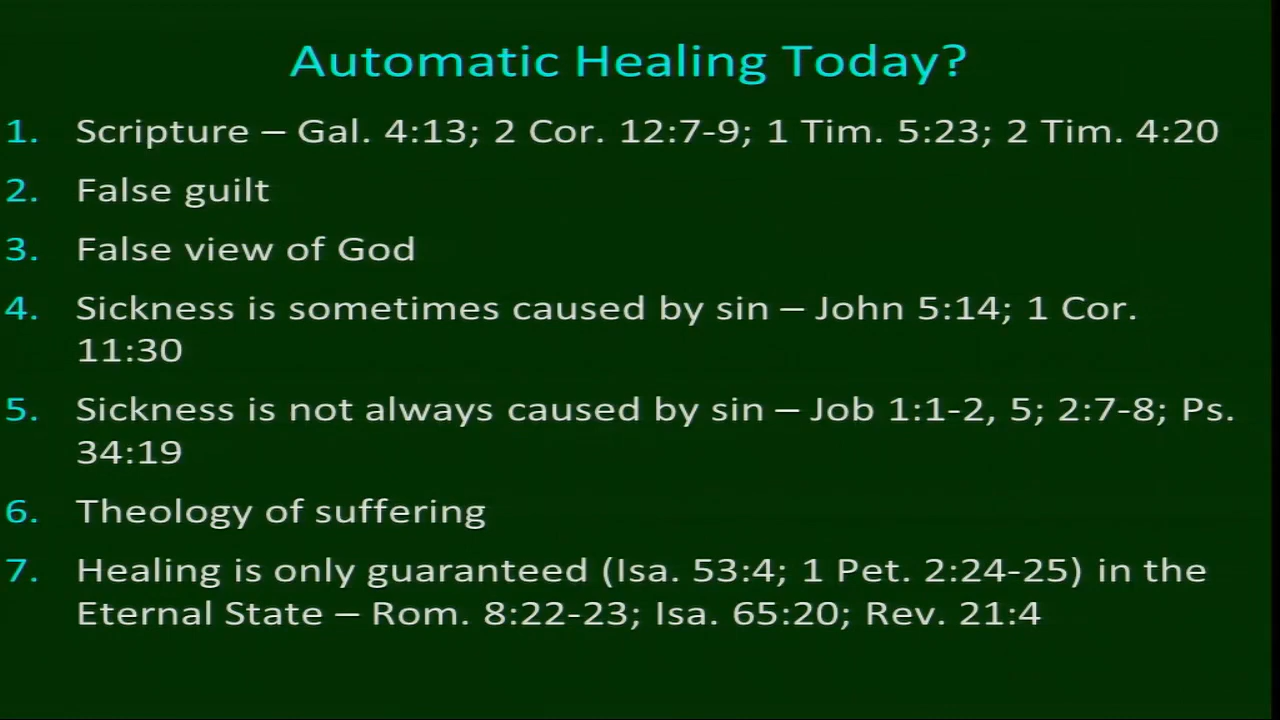 Automatic Healing Today?
1. Scripture – Gal. 4:13; 2 Cor. 12:7-9; 1 Tim. 5:23; 2 Tim. 4:20
2. False guilt
3. False view of God
4. Sickness is sometimes caused by sin – John 5:14; 1 Cor.
11:30
5. Sickness is not always caused by sin – Job 1:1-2, 5; 2:7-8; Ps.
34:19
6. Theology of suffering
7. Healing is only guaranteed (Isa. 53:4; 1 Pet. 2:24-25) in the
Eternal State – Rom. 8:22-23; Isa. 65:20; Rev. 21:4